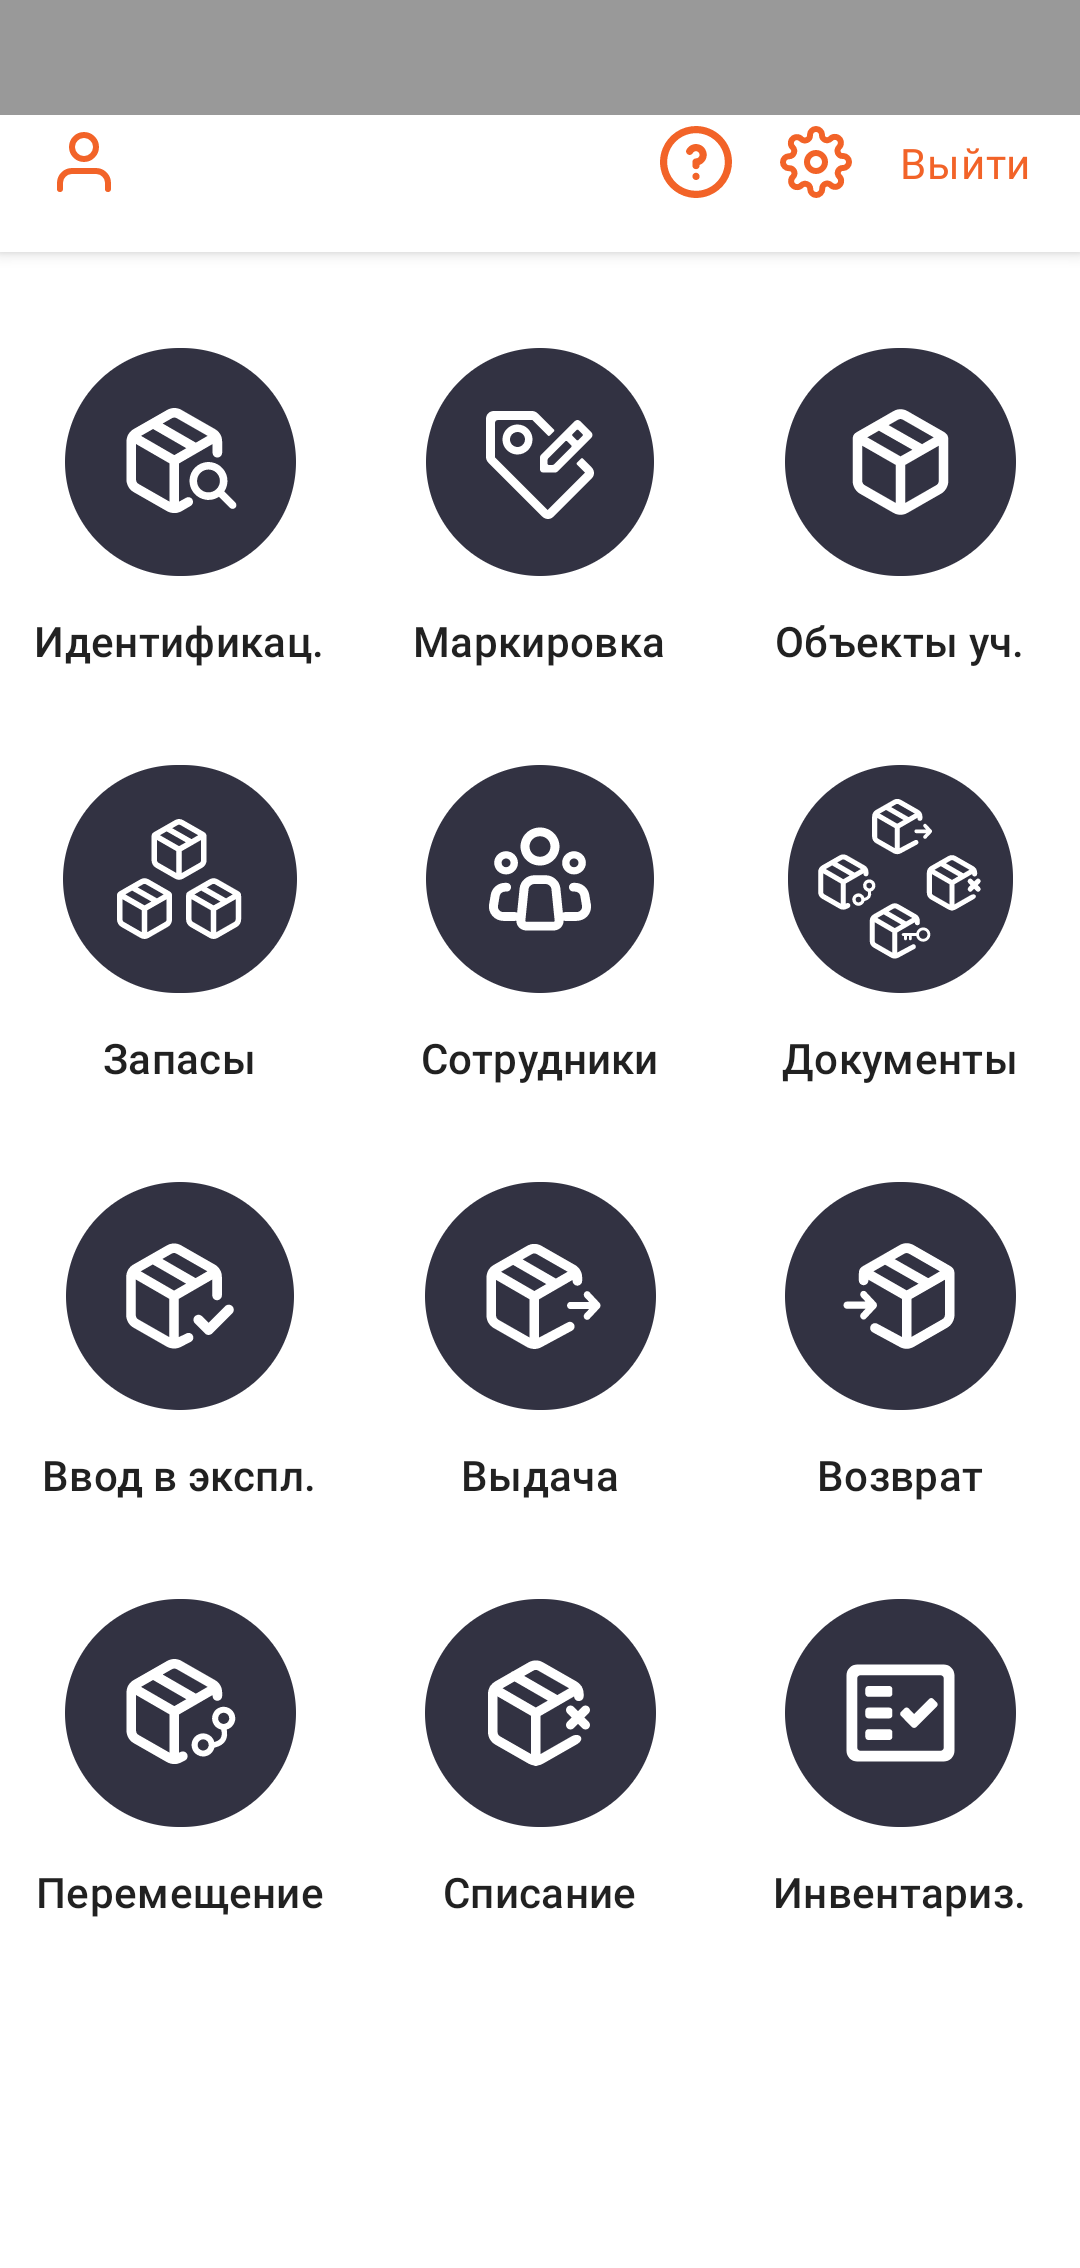 Выйти
Идентификац.
Маркировка
Объекты уч.
Запасы
Сотрудники
Документы
Ввод в экспл.
Выдача
Возврат
Перемещение
Списание
Инвентариз.